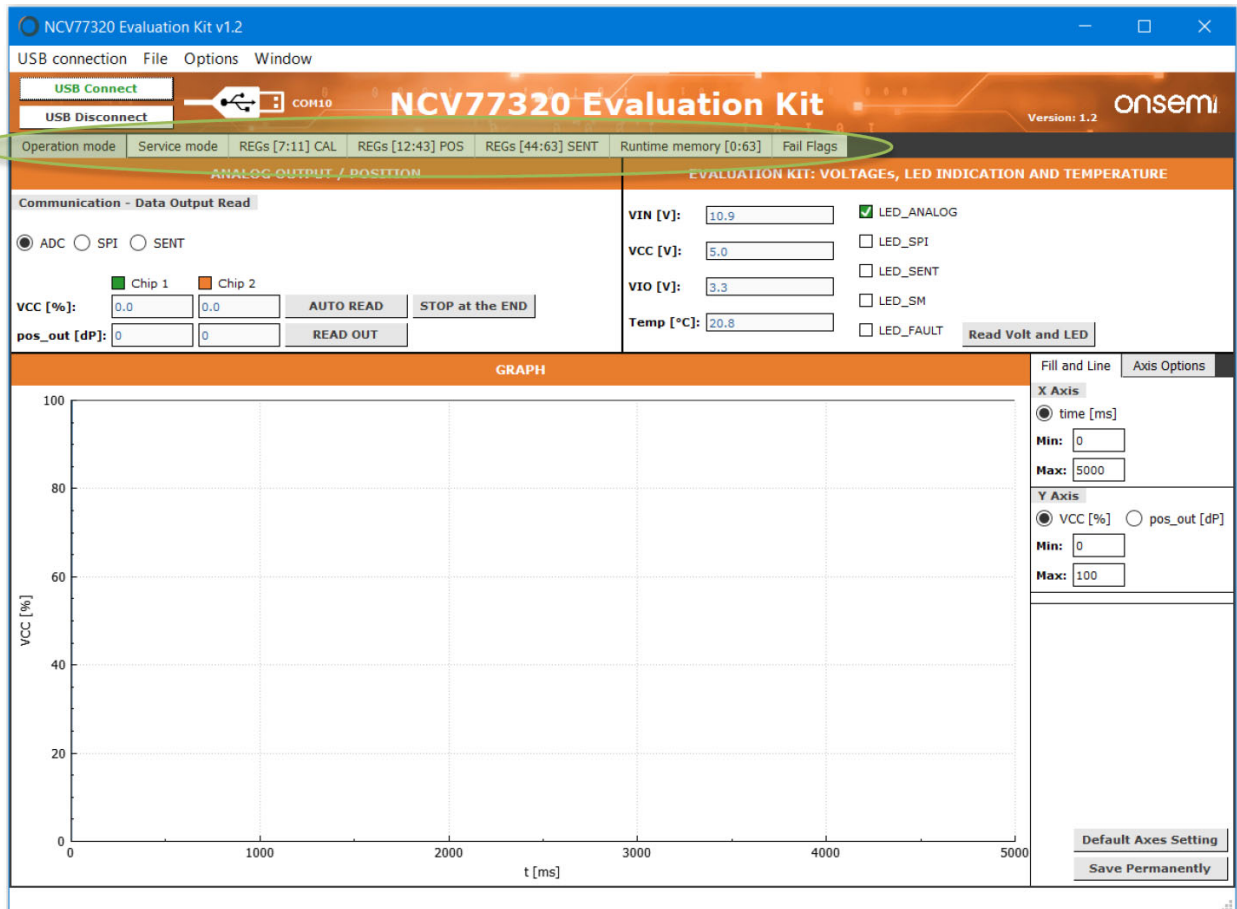 NCV77320 Evaluation Kit v1.2
USB connection File Options Window
USB Connect
USB Disconnect
COM10
NCV77320 Evaluation Kit
Version: 1.2
onsemi
Operation mode Service mode REGs [7:11] CAL REGs [12:43] POS REGs [44:63] SENT Runtime memory [0:63] Fail Flags
ANALOG OUTPUT / POSITION
Communication - Data Output Read
ADC SPI SENT
Chip 1 Chip 2
VCC [%]: 0.0 0.0 AUTO READ STOP at the END
pos_out [dP]: 0 0 READ OUT
EVALUATION KIT: VOLTAGEs, LED INDICATION AND TEMPERATURE
VIN [V]: 10.9
VCC [V]: 5.0
VIO [V]: 3.3
Temp [°C]: 20.8
LED_ANALOG
LED_SPI
LED_SENT
LED_SM
LED_FAULT
Read Volt and LED
GRAPH
100
80
60
40
20
0
VCC [%]
0 1000 2000 3000 4000 5000
t [ms]
Fill and Line Axis Options
X Axis
time [ms]
Min: 0
Max: 5000
Y Axis
VCC [%] pos_out [dP]
Min: 0
Max: 100
Default Axes Setting
Save Permanently